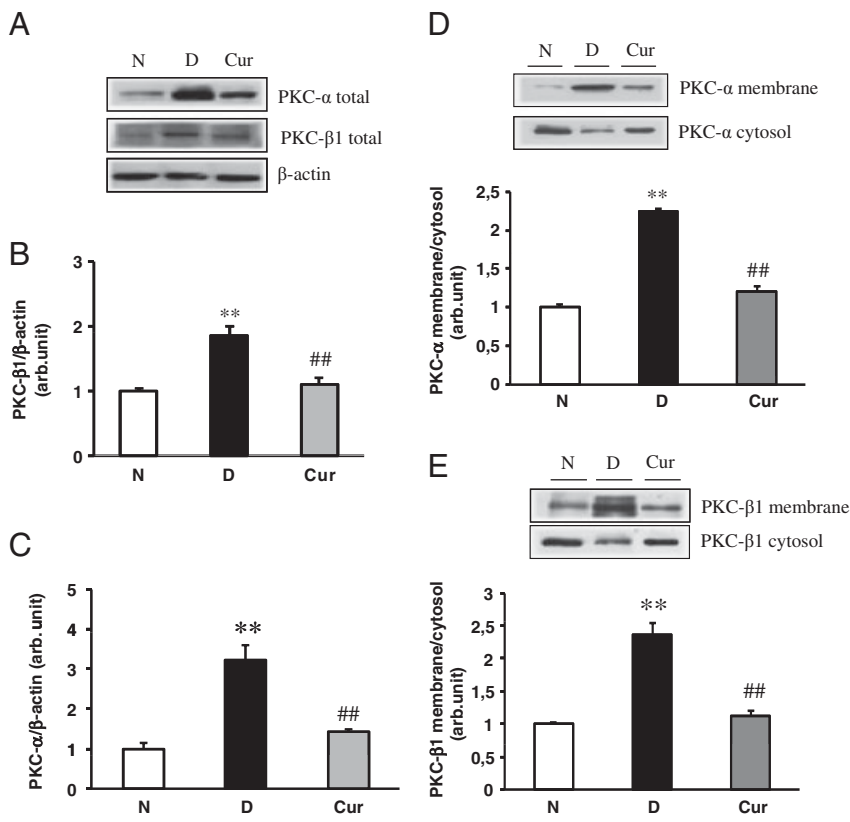 A
N D Cur
PKC-α total
PKC-β1 total
β-actin
B
PKC-β1/β-actin
(arb.unit)
3
2
1
0
**
##
N D Cur
C
PKC-α/β-actin (arb.unit)
5
4
3
2
1
0
**
##
N D Cur
D
N D Cur
PKC-α membrane
PKC-α cytosol
PKC-α membrane/cytosol
(arb.unit)
2,5
2
1,5
1
0,5
0
**
##
N D Cur
E
N D Cur
PKC-β1 membrane
PKC-β1 cytosol
PKC-β1 membrane/cytosol
(arb.unit)
3
2,5
2
1,5
1
0,5
0
**
##
N D Cur